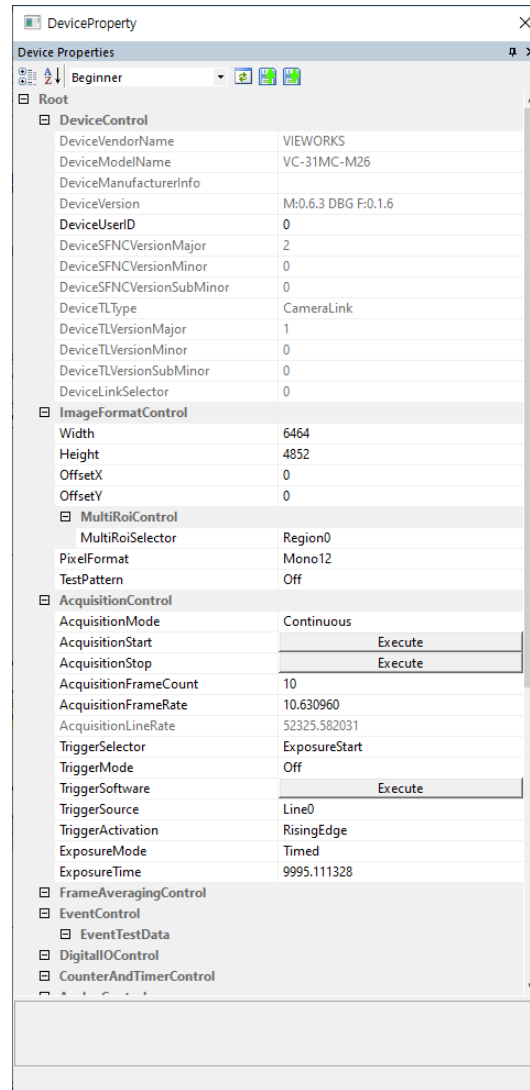 DeviceProperty
Device Properties
Beginner
Root
DeviceControl
DeviceVendorName VIEWORKS
DeviceModelName VC-31MC-M26
DeviceManufacturerInfo
DeviceVersion M:0.6.3 DBG F:0.1.6
DeviceUserID 0
DeviceSFNCVersionMajor 2
DeviceSFNCVersionMinor 0
DeviceSFNCVersionSubMinor 0
DeviceTLType CameraLink
DeviceTLVersionMajor 1
DeviceTLVersionMinor 0
DeviceTLVersionSubMinor 0
DeviceLinkSelector 0
ImageFormatControl
Width 6464
Height 4852
OffsetX 0
OffsetY 0
MultiRoiControl
MultiRoiSelector Region0
PixelFormat Mono12
TestPattern Off
AcquisitionControl
AcquisitionMode Continuous
AcquisitionStart Execute
AcquisitionStop Execute
AcquisitionFrameCount 10
AcquisitionFrameRate 10.630960
AcquisitionLineRate 52325.582031
TriggerSelector ExposureStart
TriggerMode Off
TriggerSoftware Execute
TriggerSource Line0
TriggerActivation RisingEdge
ExposureMode Timed
ExposureTime 9995.111328
FrameAveragingControl
EventControl
EventTestData
DigitalIOControl
CounterAndTimerControl